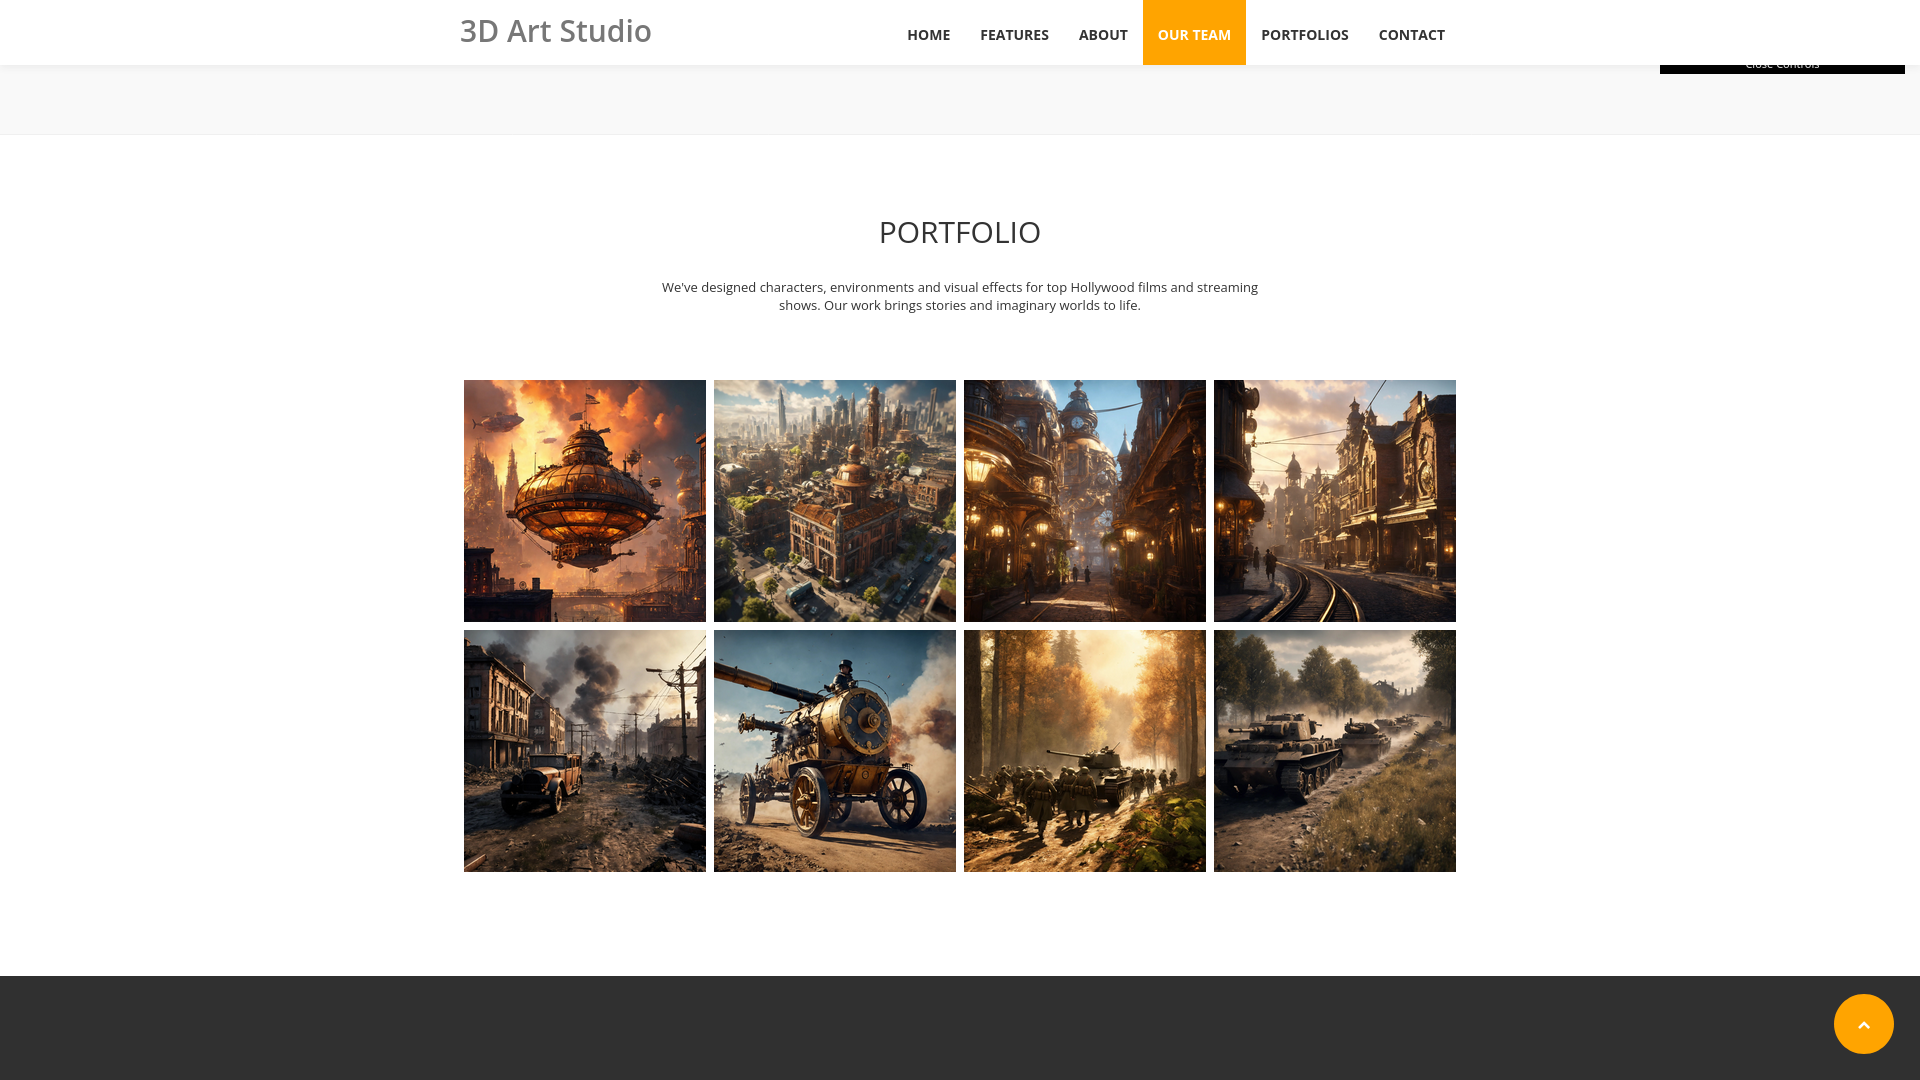 3D Art Studio
HOME
FEATURES
ABOUT
OUR TEAM
PORTFOLIOS
CONTACT
Close Controls
PORTFOLIO
We've designed characters, environments and visual effects for top Hollywood films and streaming
shows. Our work brings stories and imaginary worlds to life.